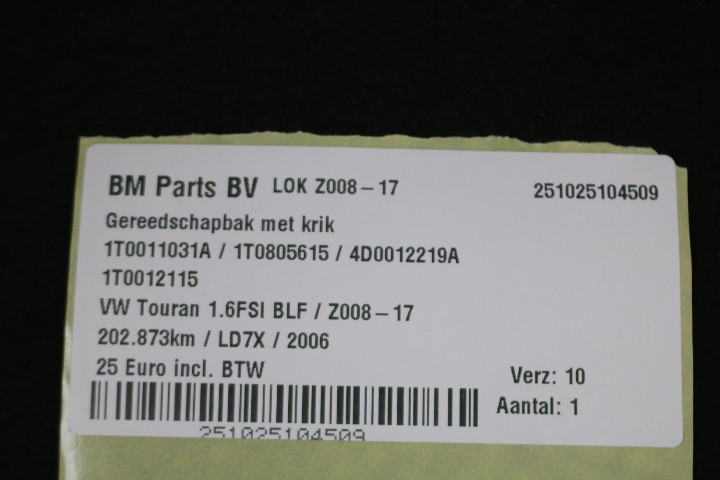 BM Parts BV LOK Z008-17 251025104509
Gereedschapbak met krik
1T0011031A / 1T0805615 / 4D0012219A
1T0012115
VW Touran 1.6FSI BLF / Z008-17
202.873km / LD7X / 2006
25 Euro incl. BTW
Verz: 10
Aantal: 1
251025104509